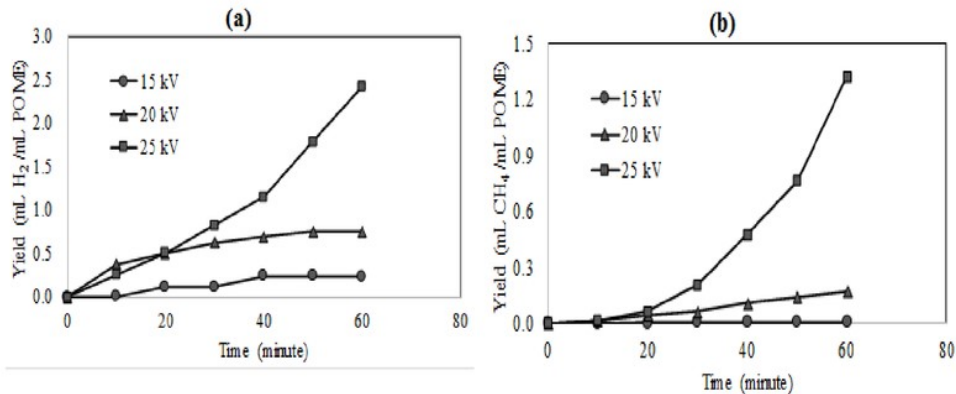 (a)
Yield (mL H₂ /mL POME)
3.0
2.5
2.0
1.5
1.0
0.5
0.0
15 kV
20 kV
25 kV
0 20 40 60 80
Time (minute)
(b)
Yield (mL CH₄ /mL POME)
1.5
1.2
0.9
0.6
0.3
0.0
15 kV
20 kV
25 kV
0 20 40 60 80
Time (minute)